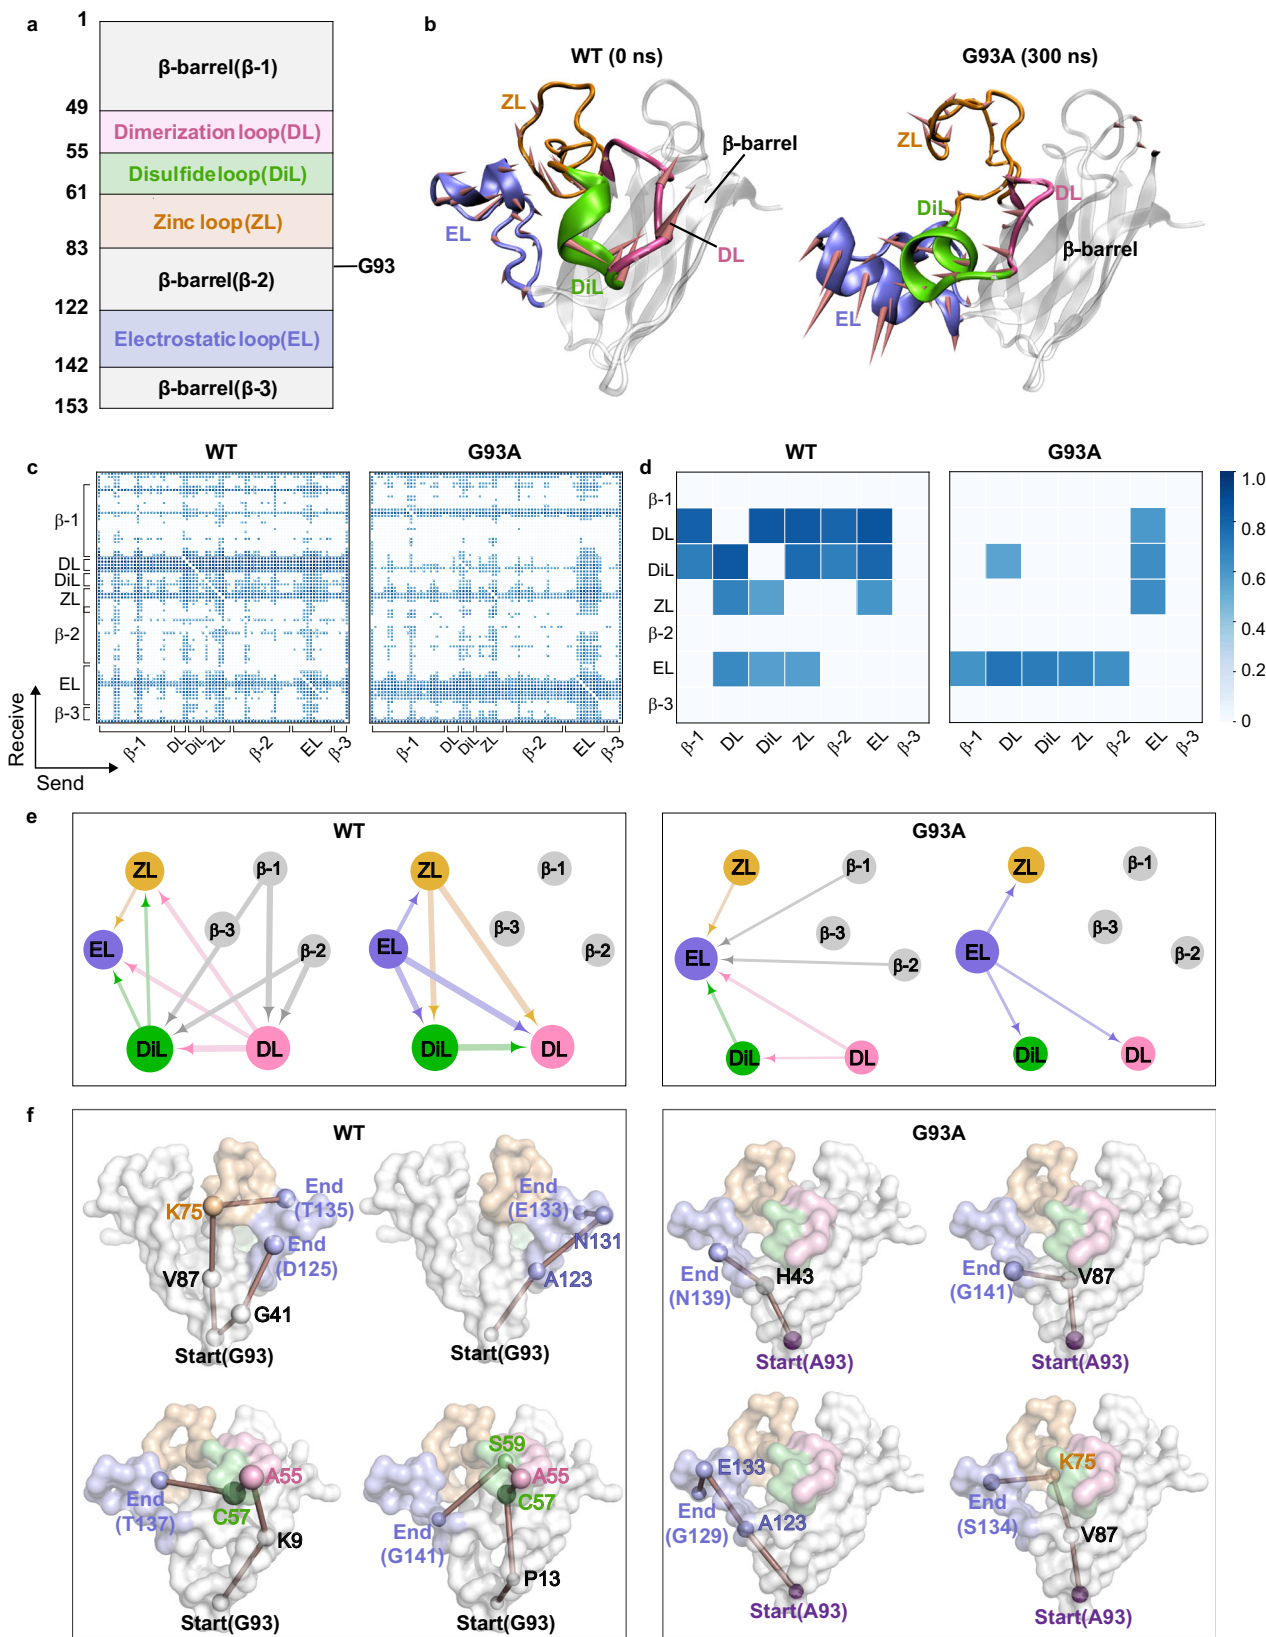 a
1
β-barrel(β-1)
49
Dimerization loop(DL)
55
Disulfide loop(DiL)
61
Zinc loop(ZL)
83
β-barrel(β-2)
G93
122
Electrostatic loop(EL)
142
β-barrel(β-3)
153
b
WT (0 ns)
G93A (300 ns)
ZL
β-barrel
EL
DL
DiL
ZL
DL
DiL
β-barrel
EL
c
WT
G93A
β-1
DL
DiL
ZL
β-2
EL
β-3
Receive
Send
β-1 DL DiL ZL β-2 EL β-3
β-1 DL DiL ZL β-2 EL β-3
d
WT
G93A
β-1
DL
DiL
ZL
β-2
EL
β-3
β-1 DL DiL ZL β-2 EL β-3
β-1 DL DiL ZL β-2 EL β-3
1.0
0.8
0.6
0.4
0.2
0
e
WT
ZL
β-1
β-3
EL
β-2
DiL
DL
ZL
β-1
β-3
EL
β-2
DiL
DL
G93A
ZL
β-1
β-3
EL
β-2
DiL
DL
ZL
β-1
β-3
EL
β-2
DiL
DL
f
WT
K75
End
(T135)
End
(D125)
V87
G41
Start(G93)
End
(E133)
N131
A123
Start(G93)
A55
End
(T137)
C57
K9
Start(G93)
S59
A55
C57
End
(G141)
P13
Start(G93)
G93A
End
(N139)
H43
Start(A93)
End
(G141)
V87
Start(A93)
E133
End
(G129)
A123
Start(A93)
K75
End
(S134)
V87
Start(A93)